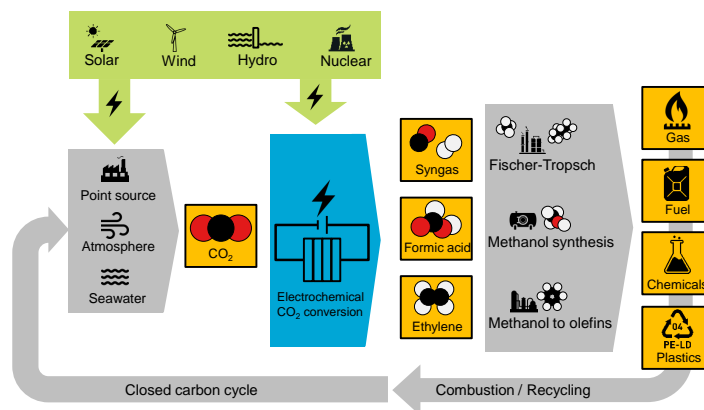 Solar
Wind
Hydro
Nuclear
Point source
Atmosphere
Seawater
CO₂
Electrochemical
CO₂ conversion
Syngas
Formic acid
Ethylene
Fischer-Tropsch
Methanol synthesis
Methanol to olefins
Gas
Fuel
Chemicals
04
PE-LD
Plastics
Closed carbon cycle
Combustion / Recycling